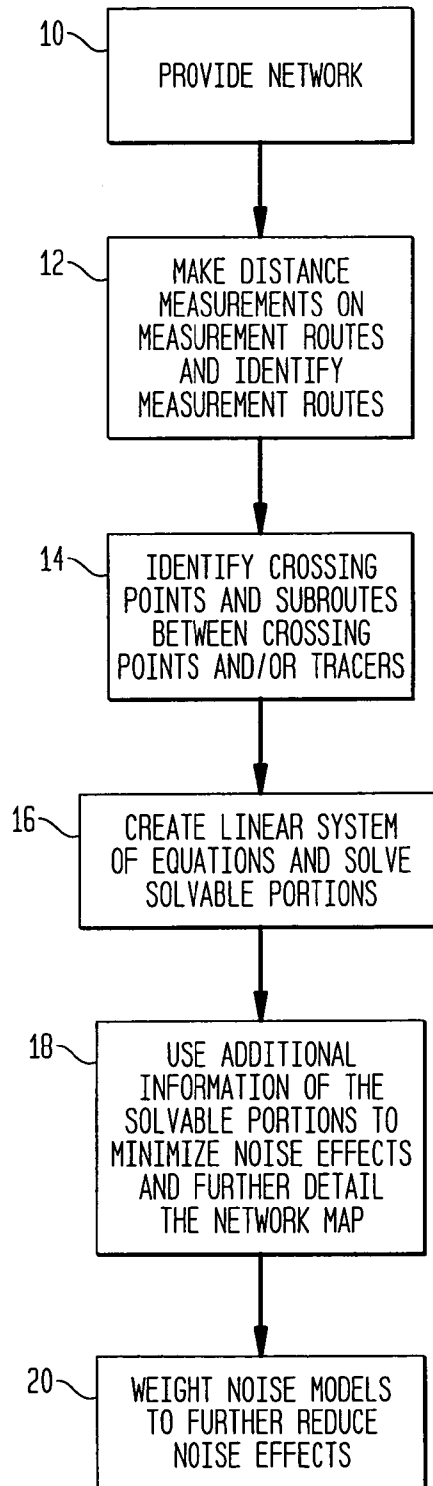 10
PROVIDE NETWORK
12
MAKE DISTANCE
MEASUREMENTS ON
MEASUREMENT ROUTES
AND IDENTIFY
MEASUREMENT ROUTES
14
IDENTIFY CROSSING
POINTS AND SUBROUTES
BETWEEN CROSSING
POINTS AND/OR TRACERS
16
CREATE LINEAR SYSTEM
OF EQUATIONS AND SOLVE
SOLVABLE PORTIONS
18
USE ADDITIONAL
INFORMATION OF THE
SOLVABLE PORTIONS TO
MINIMIZE NOISE EFFECTS
AND FURTHER DETAIL
THE NETWORK MAP
20
WEIGHT NOISE MODELS
TO FURTHER REDUCE
NOISE EFFECTS